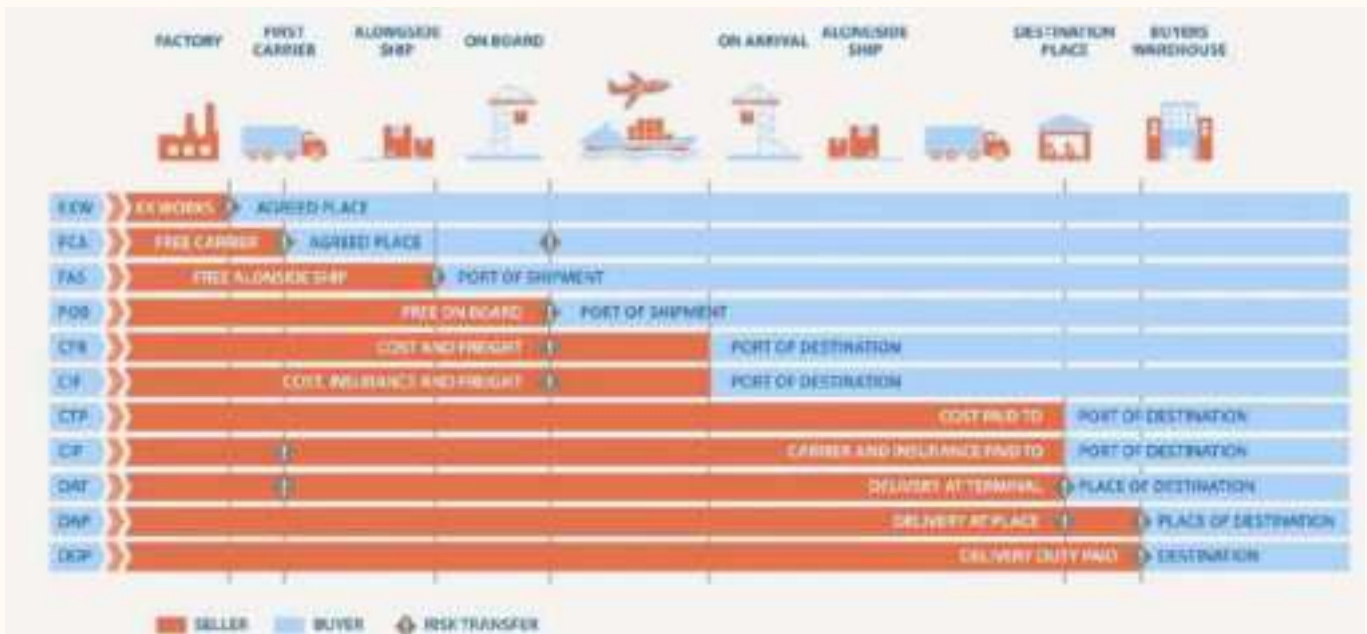 FACTORY
FIRST CARRIER
ALONGSIDE SHIP
ON BOARD
ON ARRIVAL
ALONGSIDE SHIP
DESTINATION PLACE
BUYERS WAREHOUSE
EXW EX WORKS AGREED PLACE
FCA FREE CARRIER AGREED PLACE
FAS FREE ALONSIDE SHIP PORT OF SHIPMENT
FOB FREE ON BOARD PORT OF SHIPMENT
CFR COST AND FREIGHT PORT OF DESTINATION
CIF COST, INSURANCE AND FREIGHT PORT OF DESTINATION
COST PAID TO PORT OF DESTINATION
CARRIER AND INSURANCE PAID TO PORT OF DESTINATION
DAT DELIVERY AT TERMINAL PLACE OF DESTINATION
DAP DELIVERY AT PLACE PLACE OF DESTINATION
DDP DELIVERY DUTY PAID DESTINATION
SELLER BUYER RISK TRANSFER